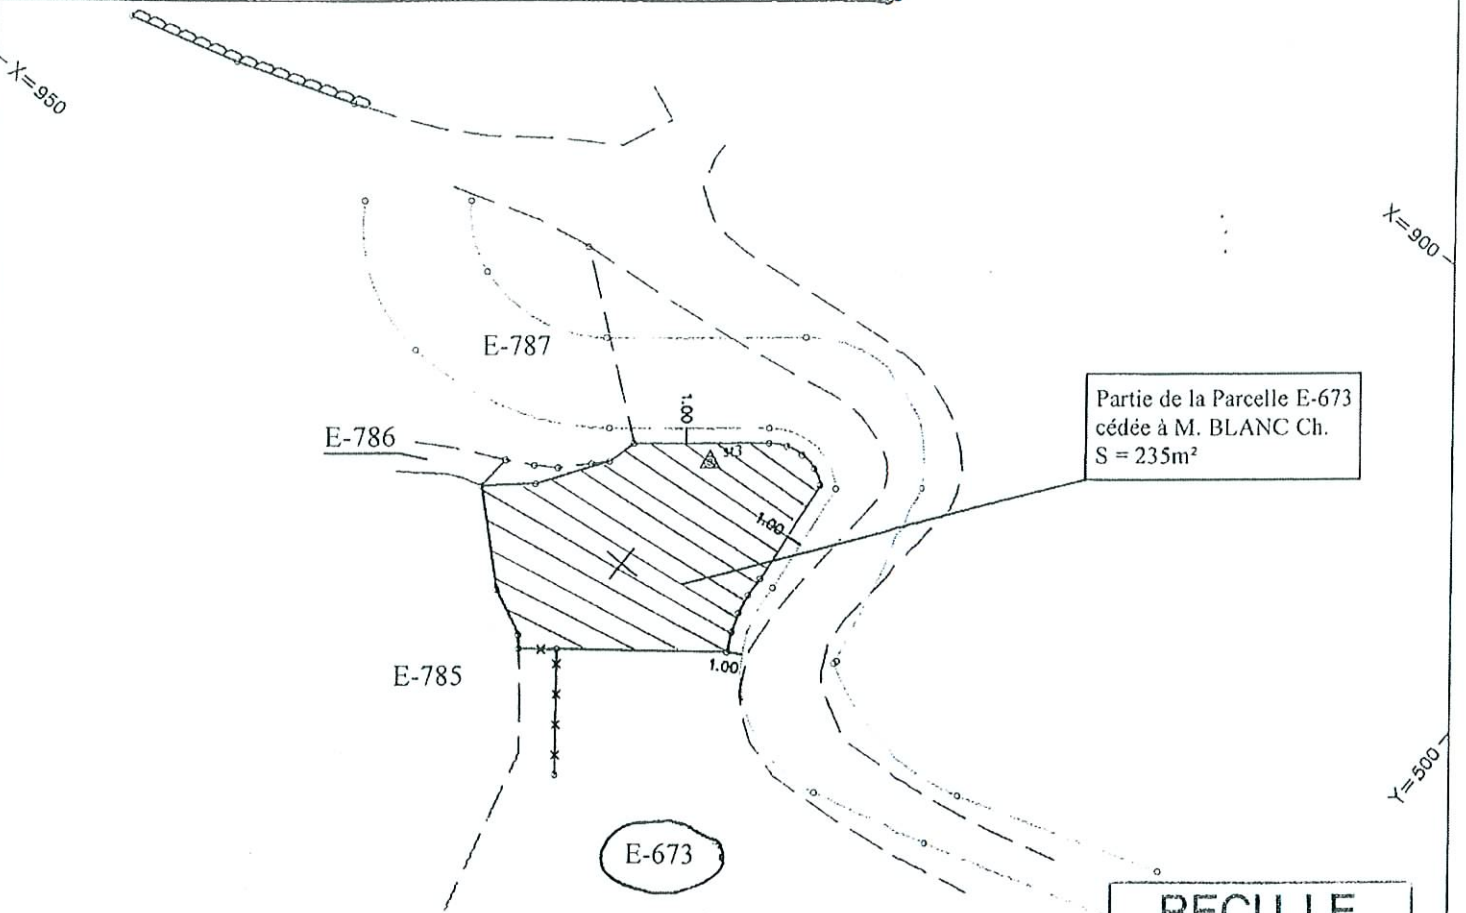 X=950
X=900
E-787
1.00
Partie de la Parcelle E-673
cédée à M. BLANC Ch.
S = 235m²
E-786
S
st3
1.00
E-785
1.00
Y=500
E-673